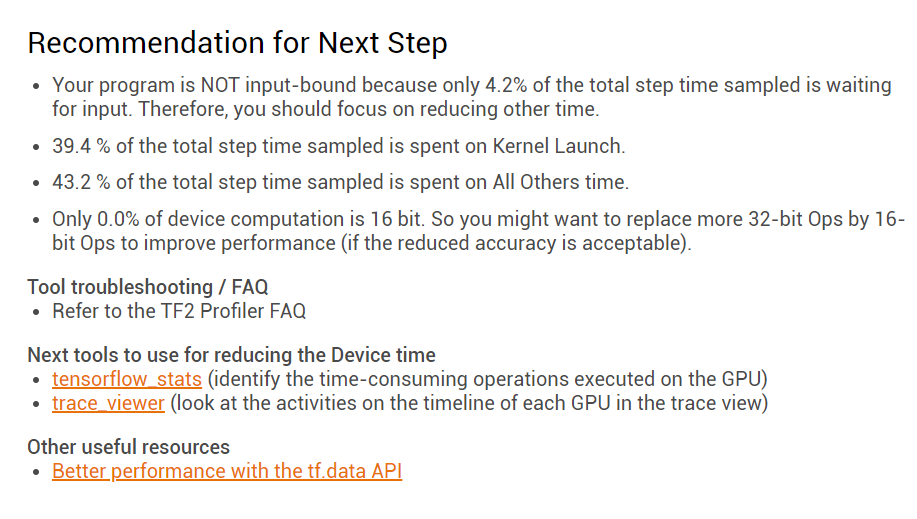 Recommendation for Next Step
• Your program is NOT input-bound because only 4.2% of the total step time sampled is waiting
for input. Therefore, you should focus on reducing other time.
• 39.4 % of the total step time sampled is spent on Kernel Launch.
• 43.2 % of the total step time sampled is spent on All Others time.
• Only 0.0% of device computation is 16 bit. So you might want to replace more 32-bit Ops by 16-
bit Ops to improve performance (if the reduced accuracy is acceptable).
Tool troubleshooting / FAQ
• Refer to the TF2 Profiler FAQ
Next tools to use for reducing the Device time
• tensorflow_stats (identify the time-consuming operations executed on the GPU)
• trace_viewer (look at the activities on the timeline of each GPU in the trace view)
Other useful resources
• Better performance with the tf.data API